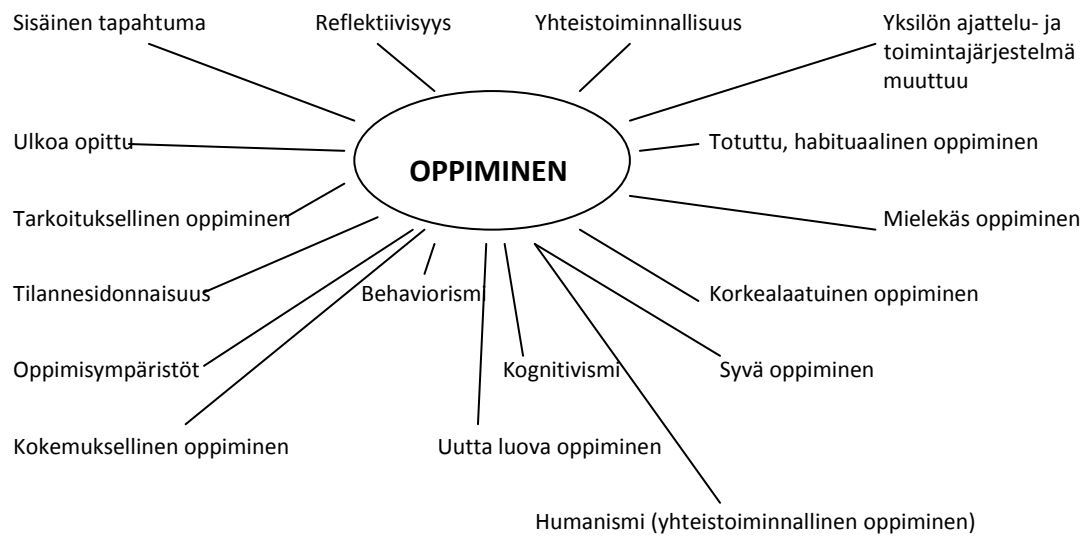 Sisäinen tapahtuma
Reflektiivisyys
Yhteistoiminnallisuus
Yksilön ajattelu- ja
toimintajärjestelmä
muuttuu
Ulkoa opittu
OPPIMINEN
Totuttu, habituaalinen oppiminen
Tarkoituksellinen oppiminen
Mielekäs oppiminen
Tilannesidonnaisuus
Behaviorismi
Korkealaatuinen oppiminen
Oppimisympäristöt
Kognitivismi
Syvä oppiminen
Kokemuksellinen oppiminen
Uutta luova oppiminen
Humanismi (yhteistoiminnallinen oppiminen)